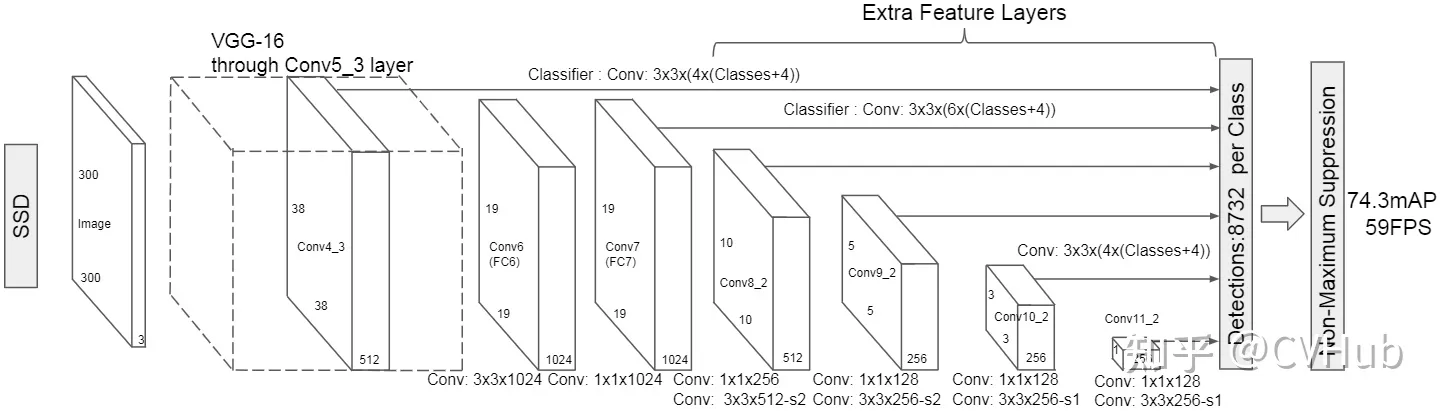 Extra Feature Layers
VGG-16
through Conv5_3 layer
Classifier : Conv: 3x3x(4x(Classes+4))
Classifier : Conv: 3x3x(6x(Classes+4))
SSD
300
Image
300
3
38
Conv4_3
38
512
19
Conv6
(FC6)
19
1024
19
Conv7
(FC7)
19
1024
10
Conv8_2
10
512
5
Conv9_2
5
256
Conv: 3x3x(4x(Classes+4))
3
Conv10_2
3
256
Conv11_2
1
256
Detections:8732 per Class
Non-Maximum Suppression
74.3mAP
59FPS
Conv: 3x3x1024
Conv: 1x1x1024
Conv: 1x1x256
Conv: 3x3x512-s2
Conv: 1x1x128
Conv: 3x3x256-s2
Conv: 1x1x128
Conv: 3x3x256-s1
Conv: 1x1x128
Conv: 3x3x256-s1
知乎 @CVHub